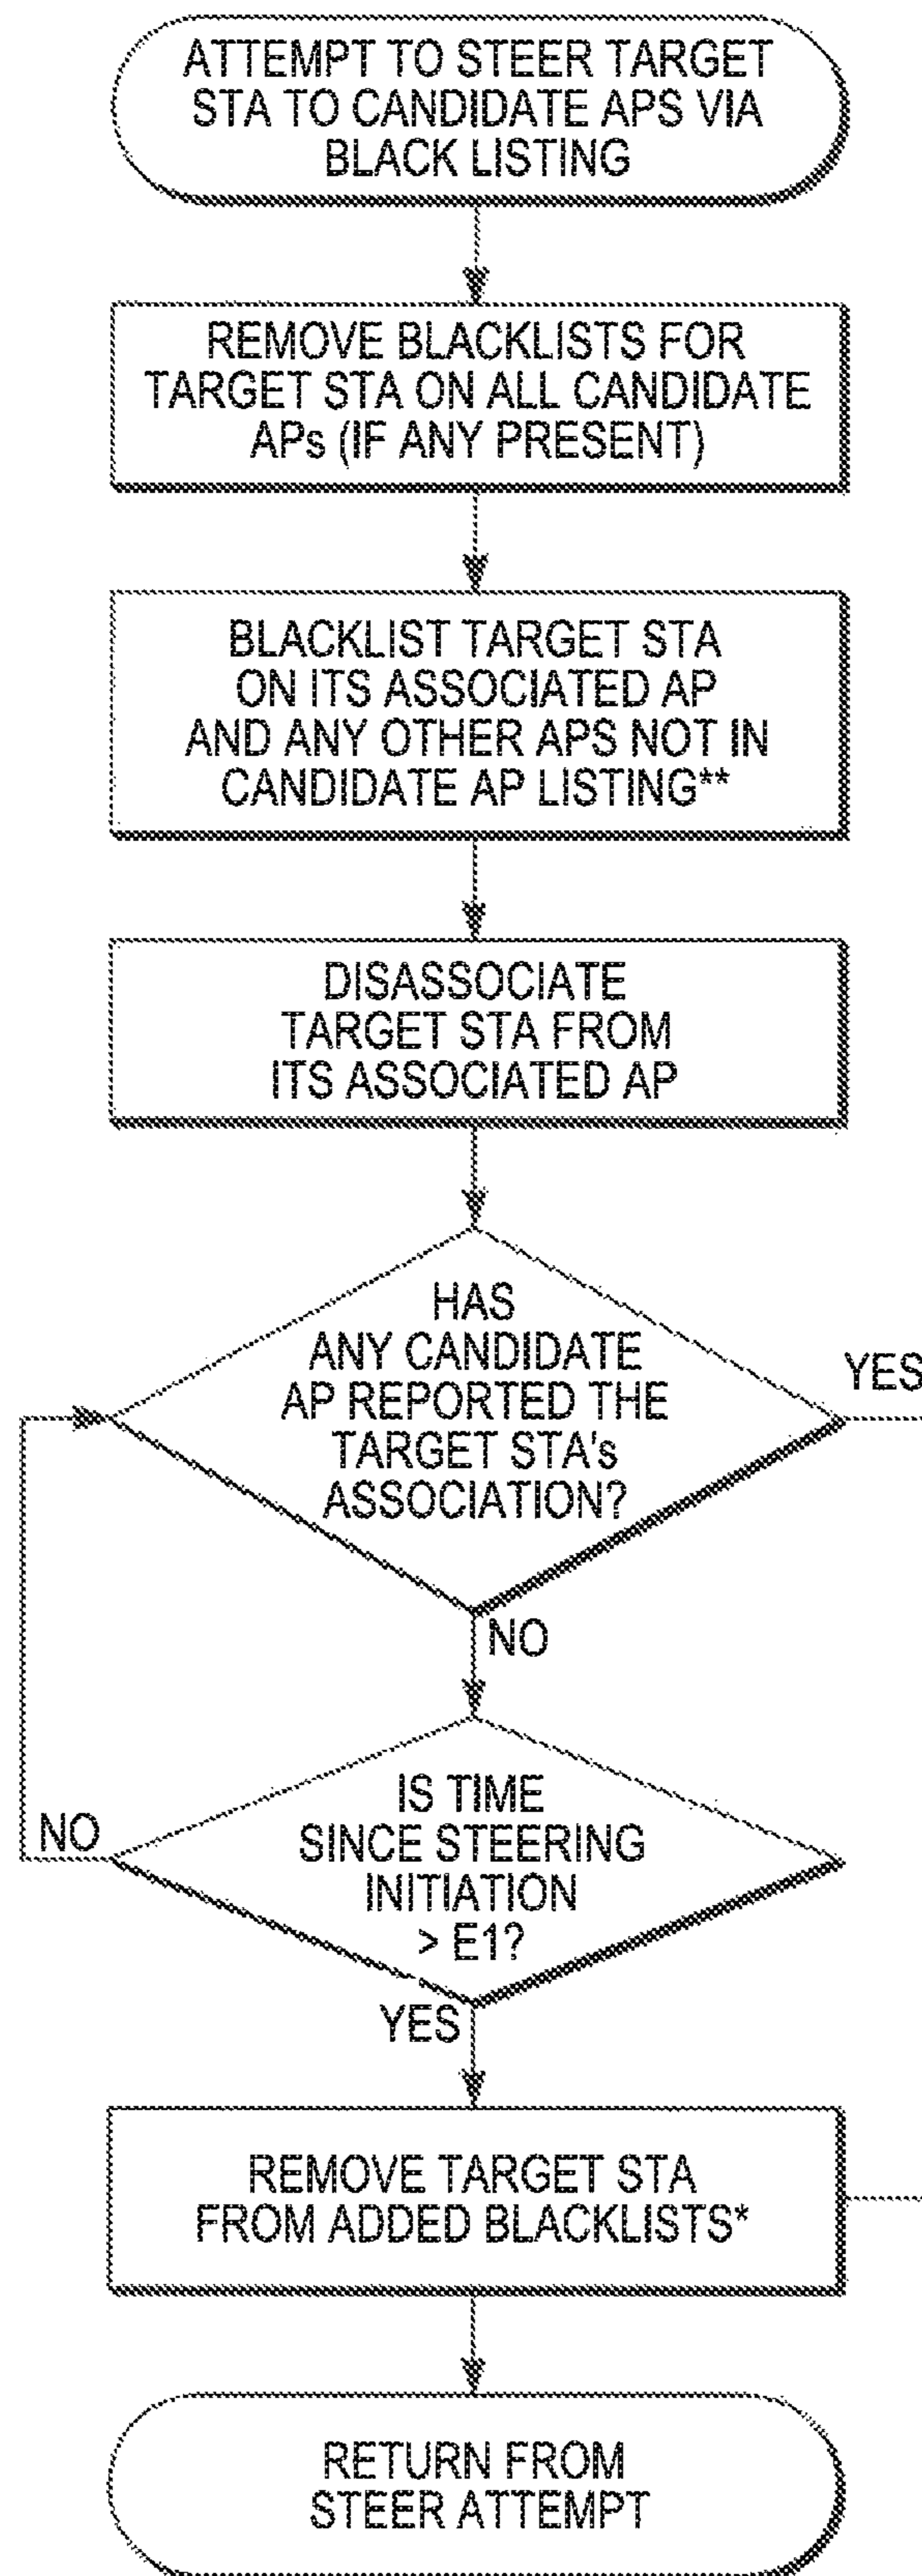 ATTEMPT TO STEER TARGET
STA TO CANDIDATE APS VIA
BLACK LISTING
REMOVE BLACKLISTS FOR
TARGET STA ON ALL CANDIDATE
APs (IF ANY PRESENT)
BLACKLIST TARGET STA
ON ITS ASSOCIATED AP
AND ANY OTHER APS NOT IN
CANDIDATE AP LISTING**
DISASSOCIATE
TARGET STA FROM
ITS ASSOCIATED AP
HAS
ANY CANDIDATE
AP REPORTED THE
TARGET STA's
ASSOCIATION?
YES
NO
IS TIME
SINCE STEERING
INITIATION
> E1?
NO
YES
REMOVE TARGET STA
FROM ADDED BLACKLISTS*
RETURN FROM
STEER ATTEMPT